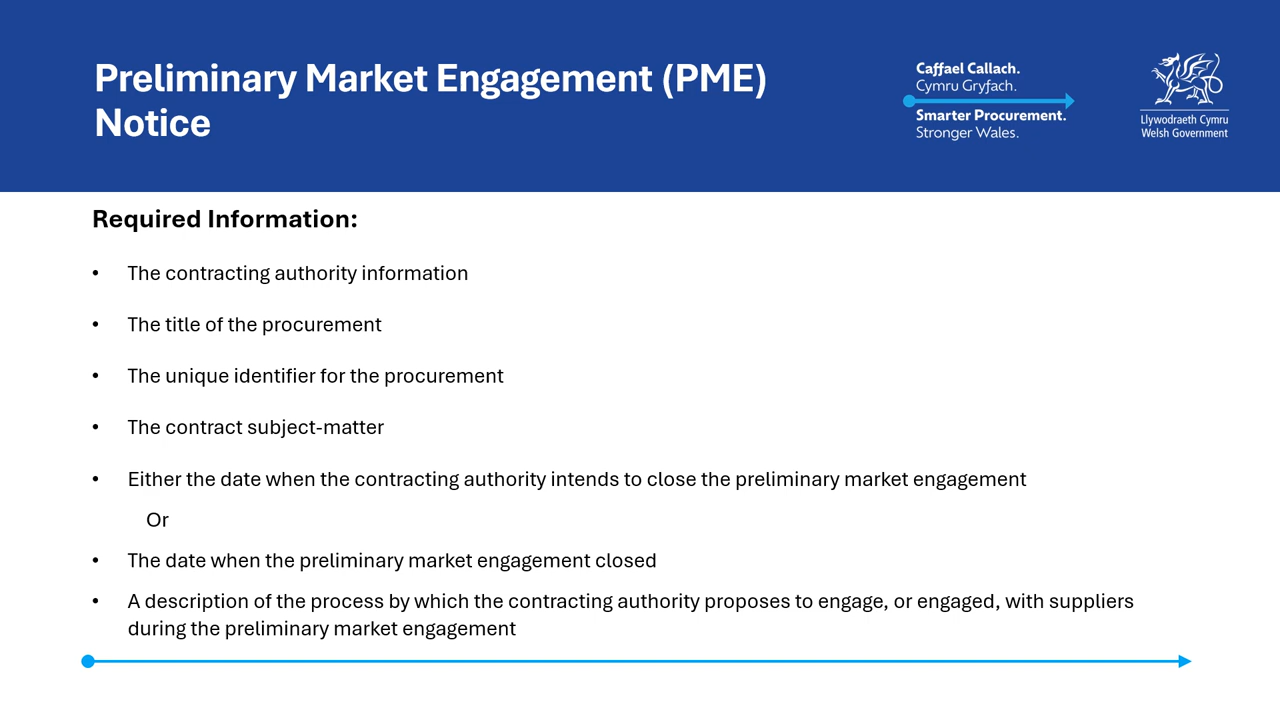 Preliminary Market Engagement (PME)
Notice
Caffael Callach.
Cymru Gryfach.
Smarter Procurement.
Stronger Wales.
Llywodraeth Cymru
Welsh Government
Required Information:
• The contracting authority information
• The title of the procurement
• The unique identifier for the procurement
• The contract subject-matter
• Either the date when the contracting authority intends to close the preliminary market engagement
Or
• The date when the preliminary market engagement closed
• A description of the process by which the contracting authority proposes to engage, or engaged, with suppliers
during the preliminary market engagement